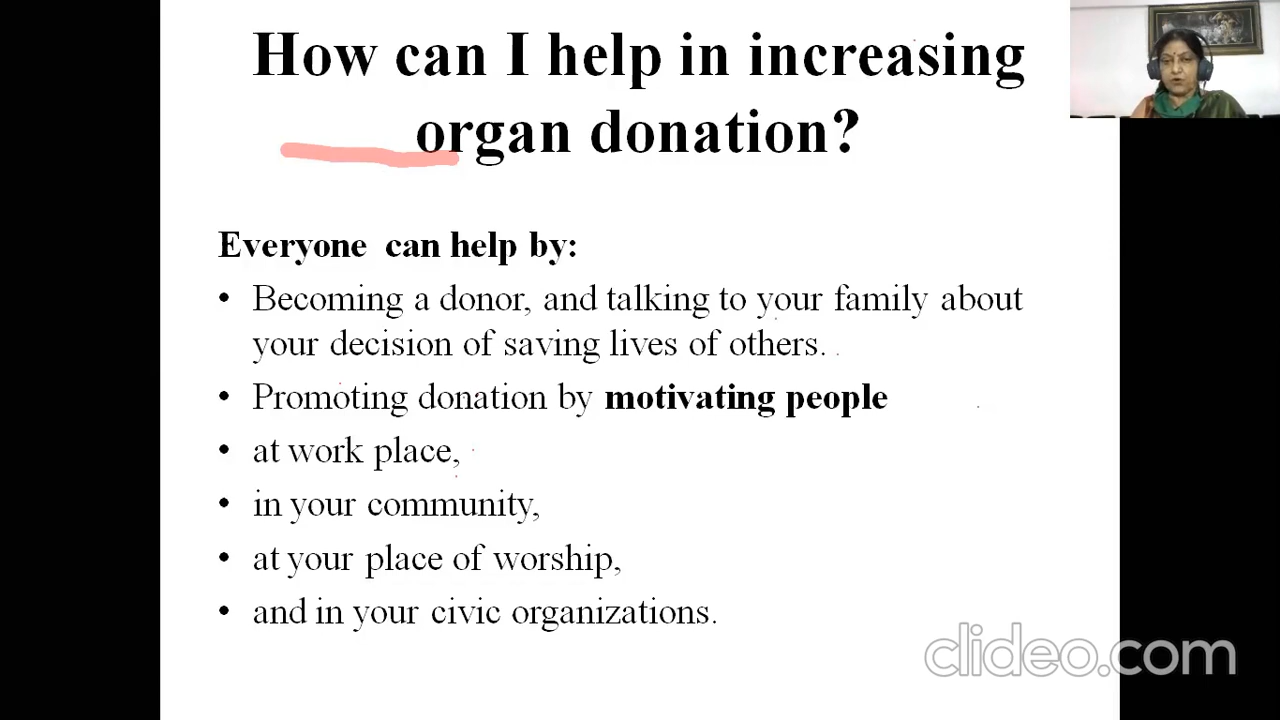 How can I help in increasing
organ donation?
Everyone can help by:
• Becoming a donor, and talking to your family about
your decision of saving lives of others.
• Promoting donation by motivating people
• at work place,
• in your community,
• at your place of worship,
• and in your civic organizations.
clideo.com